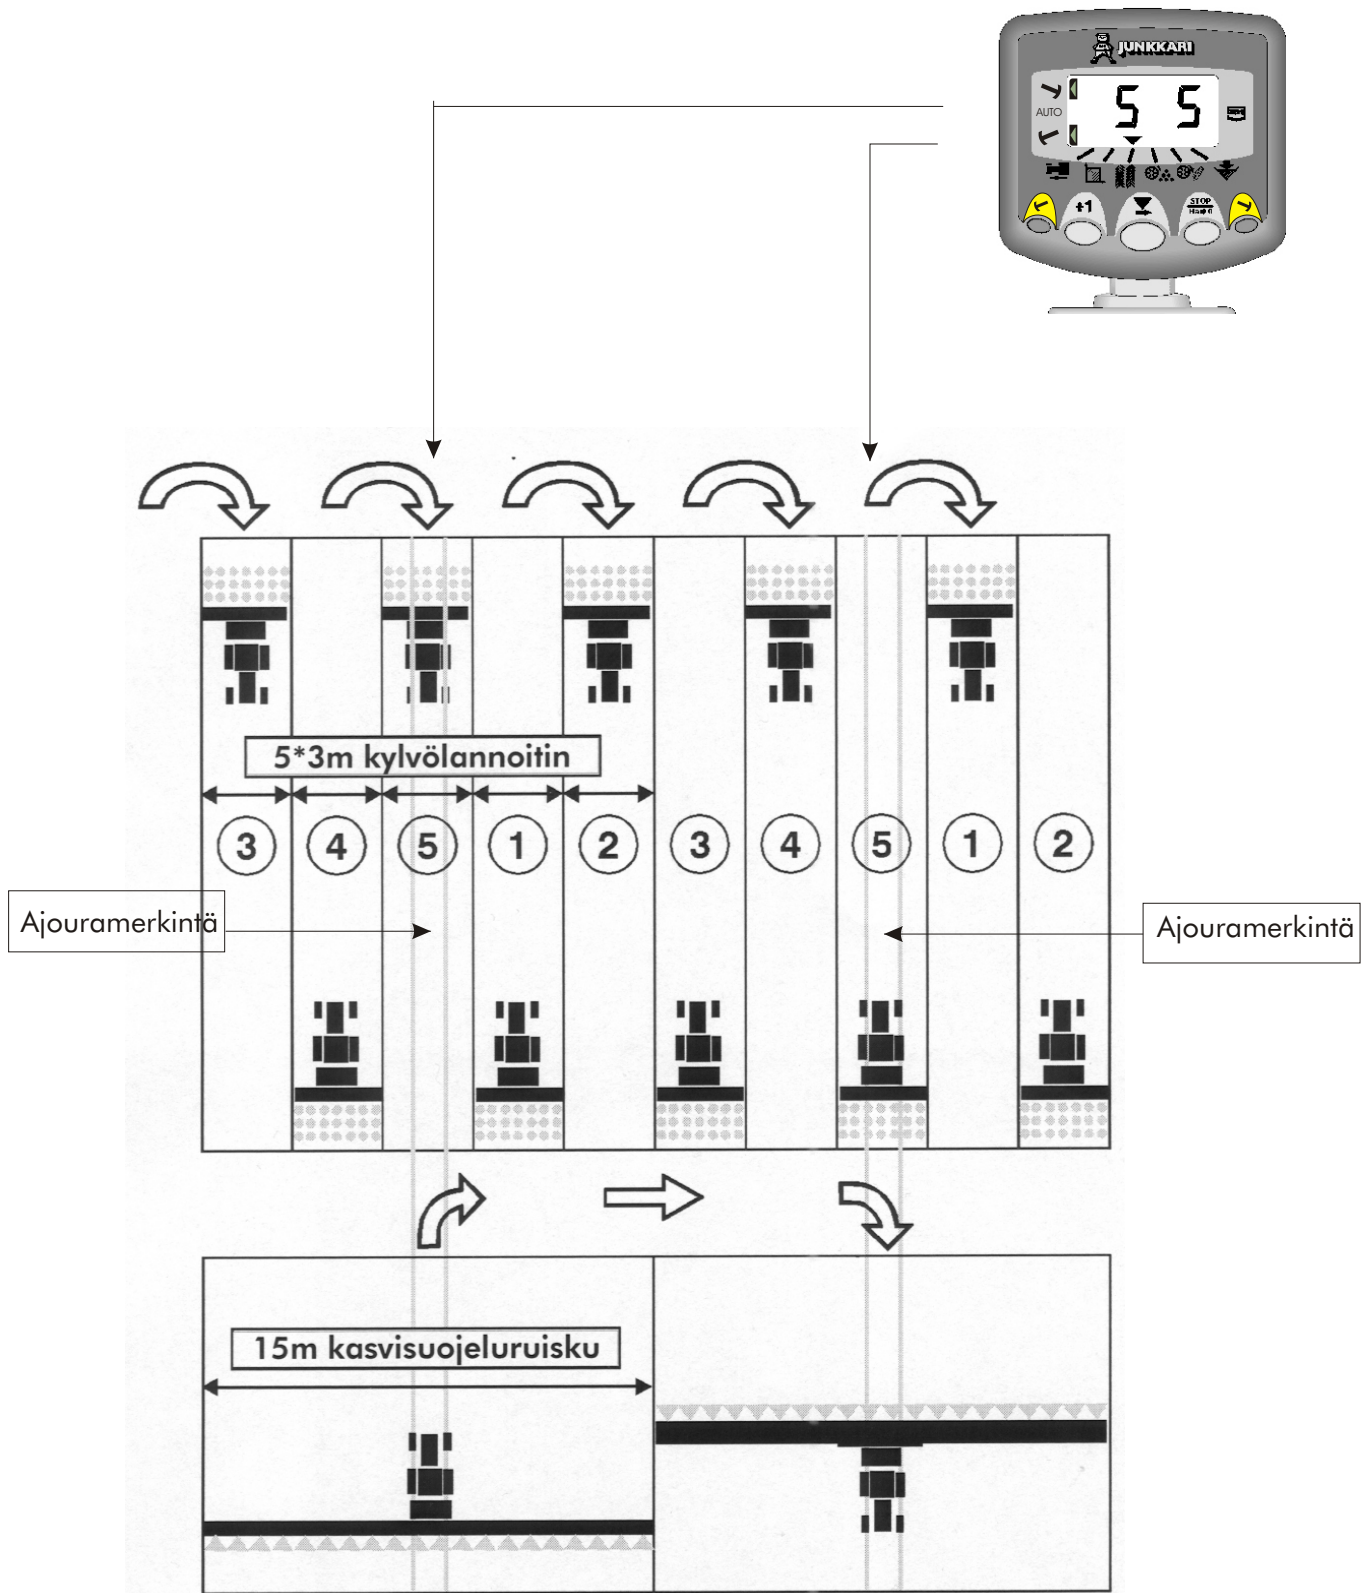 JUNKKARI
AUTO
5 5
+1
STOP
5*3m kylvölannoitin
3 4 5 1 2 3 4 5 1 2
Ajouramerkintä
Ajouramerkintä
15m kasvisuojeluruisku